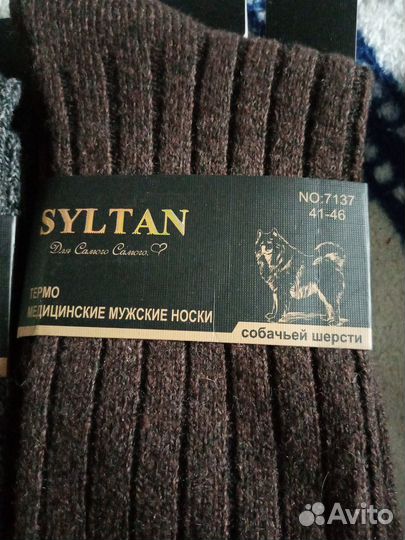 SYLTAN
Для Самого Самого.
NO:7137
41-46
ТЕРМО
МЕДИЦИНСКИЕ МУЖСКИЕ НОСКИ
собачьей шерсти
Avito